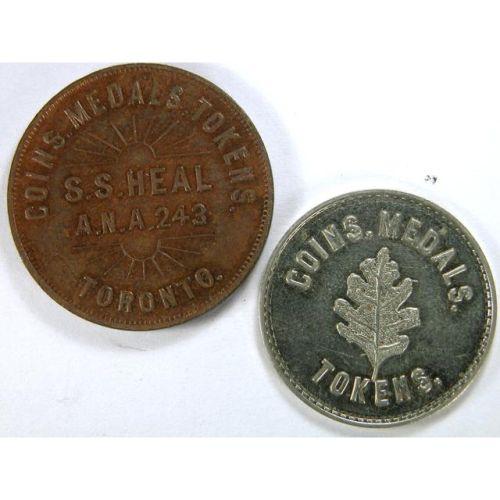 COINS. MEDALS. TOKENS.
S.S. HEAL
A.N.A. 243
TORONTO.
COINS. MEDALS.
TOKENS.